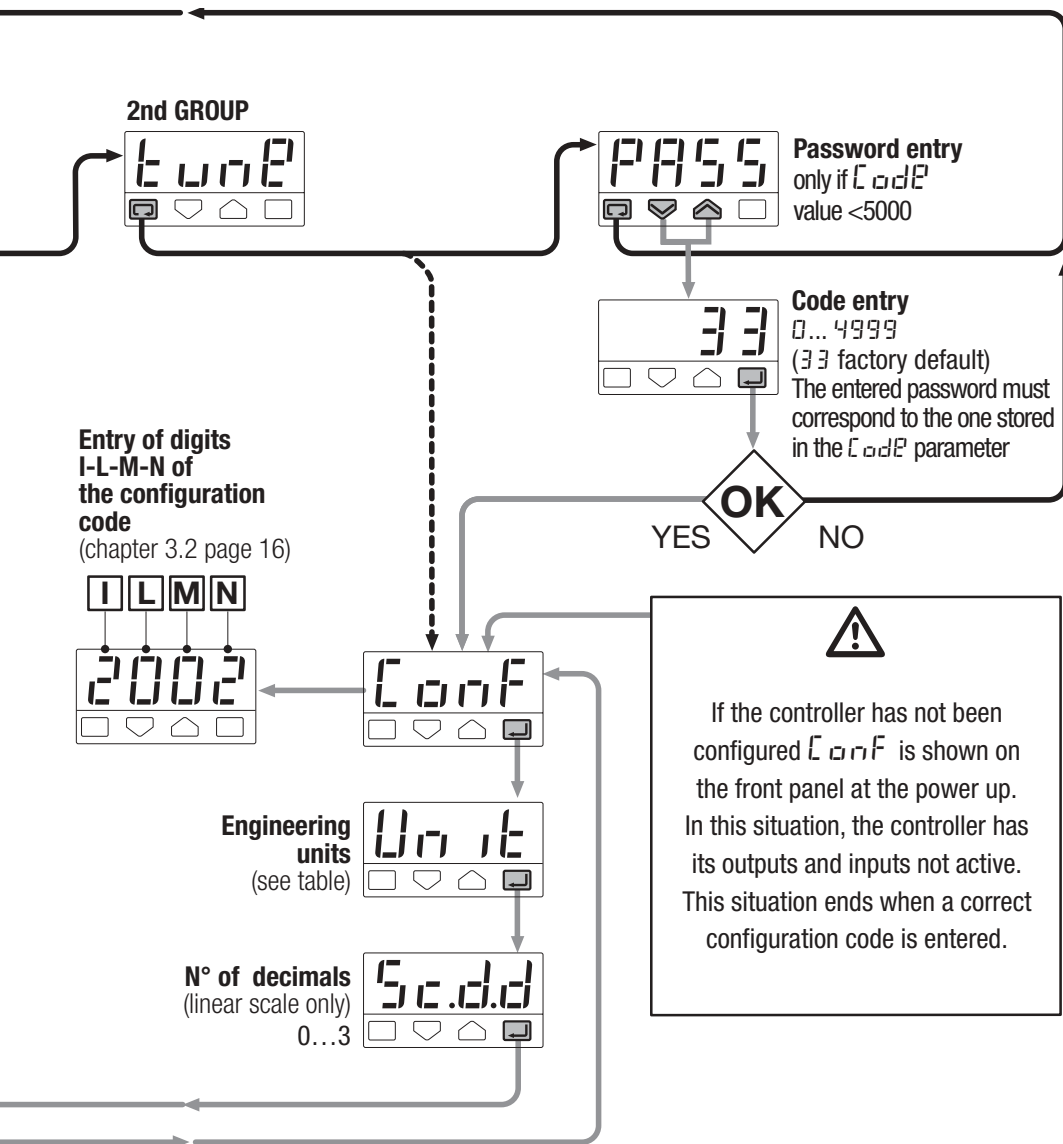 2nd GROUP
tunE
PASS
Password entry
only if CodE
value <5000
33
Code entry
0... 4999
(33 factory default)
The entered password must
correspond to the one stored
in the CodE parameter
OK
YES
NO
Entry of digits
I-L-M-N of
the configuration
code
(chapter 3.2 page 16)
I L M N
2002
ConF
If the controller has not been
configured ConF is shown on
the front panel at the power up.
In this situation, the controller has
its outputs and inputs not active.
This situation ends when a correct
configuration code is entered.
Engineering
units
(see table)
Unit
N° of decimals
(linear scale only)
0...3
Sc.d.d